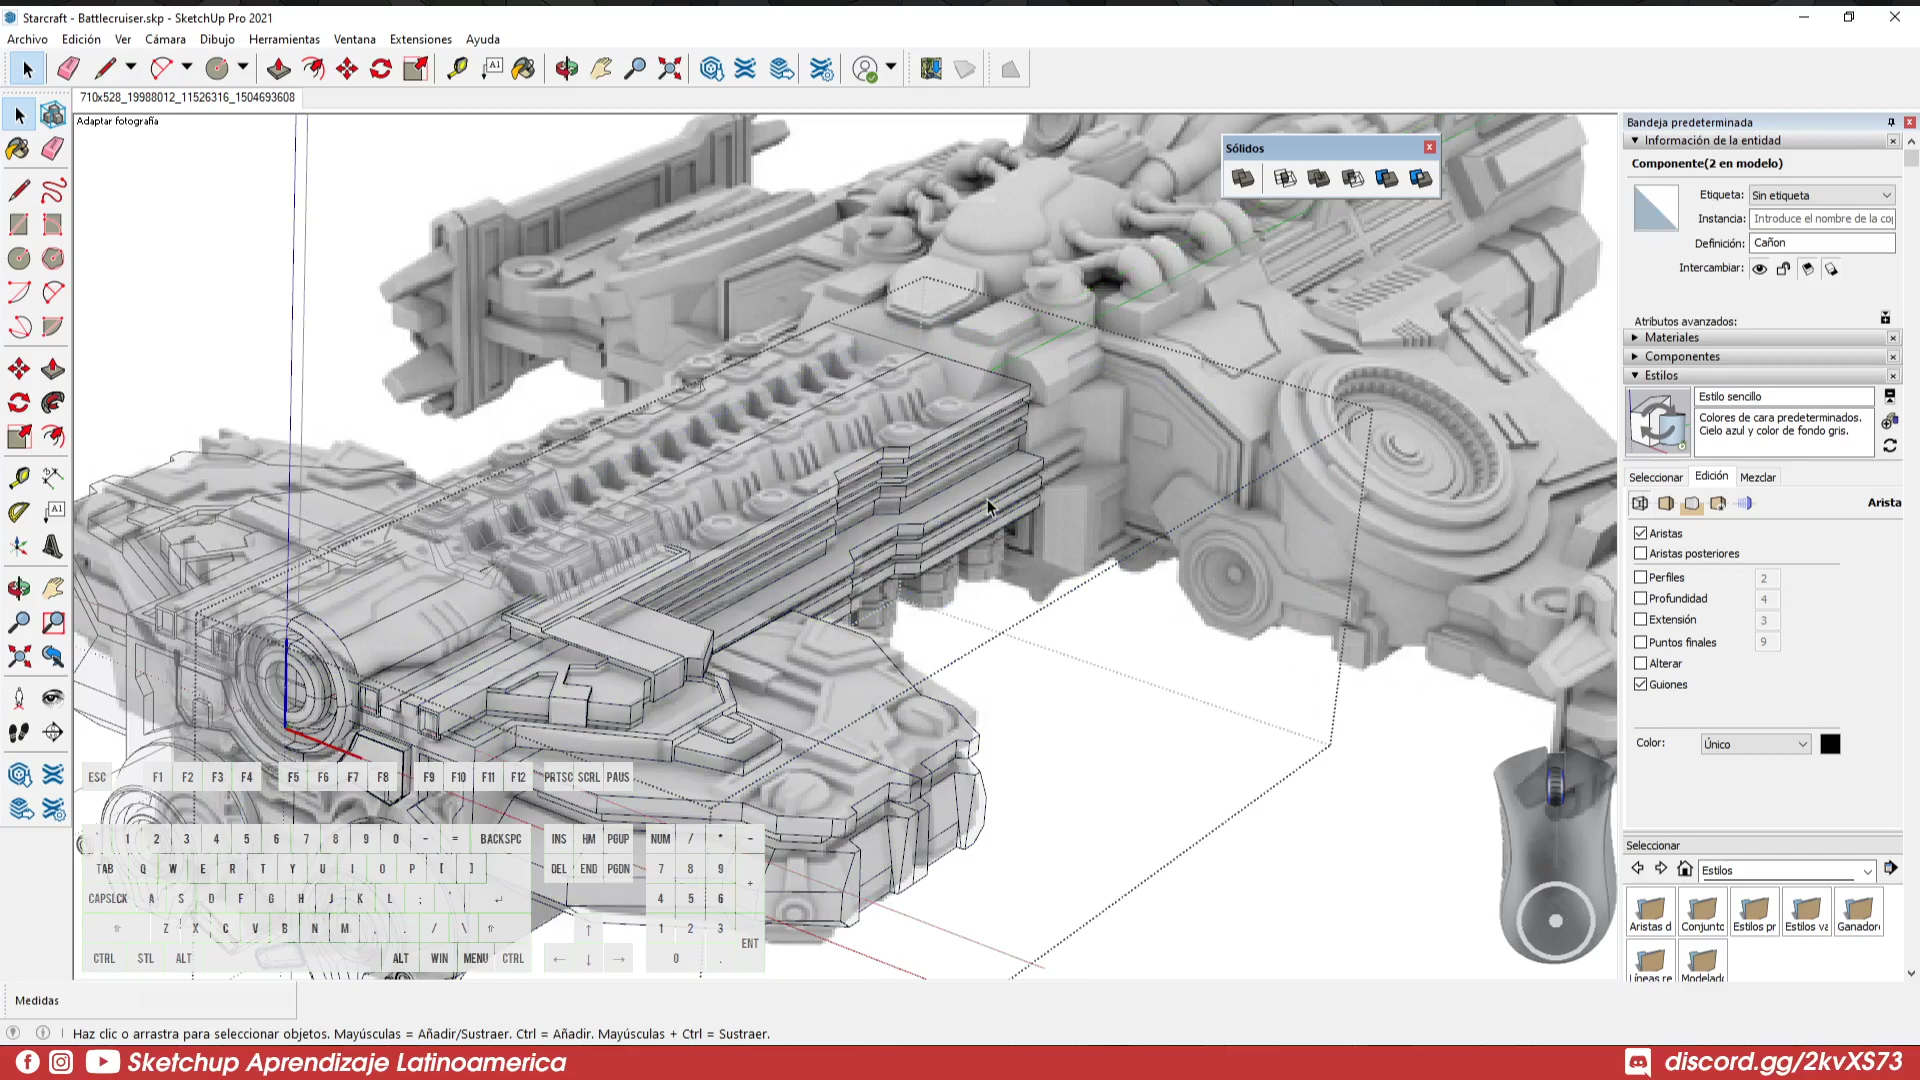 Starcraft - Battlecruiser.skp - SketchUp Pro 2021
Archivo Edición Ver Cámara Dibujo Herramientas Ventana Extensiones Ayuda
710x528_19988012_11526316_1504693608
Adaptar fotografía
Sólidos
Bandeja predeterminada
Información de la entidad
Componente(2 en modelo)
Etiqueta: Sin etiqueta
Instancia: Introduce el nombre de la coj
Definición: Cañon
Intercambiar:
Atributos avanzados:
Materiales
Componentes
Estilos
Estilo sencillo
Colores de cara predeterminados.
Cielo azul y color de fondo gris.
Seleccionar Edición Mezclar
Arista
Aristas
Aristas posteriores
Perfiles 2
Profundidad 4
Extensión 3
Puntos finales 9
Alterar
Guiones
Color: Único
Seleccionar
Estilos
Aristas d Conjunto Estilos pr Estilos va Ganador
Líneas re Modelad
ESC F1 F2 F3 F4 F5 F6 F7 F8 F9 F10 F11 F12 PRTSC SCRL PAUS
1 2 3 4 5 6 7 8 9 0 - = BACKSPC INS HM PGUP NUM / * -
TAB Q W E R T Y U I O P [ ] DEL END PGDN 7 8 9 +
CAPSLCK A S D F G H J K L ; ' ↵ 4 5 6
⇧ Z X C V B N M , . / \ ⇧ ↑ 1 2 3 ENT
CTRL STL ALT ALT WIN MENU CTRL ← ↓ → 0 .
Medidas
Haz clic o arrastra para seleccionar objetos. Mayúsculas = Añadir/Sustraer. Ctrl = Añadir. Mayúsculas + Ctrl = Sustraer.
Sketchup Aprendizaje Latinoamerica
discord.gg/2kvXS73